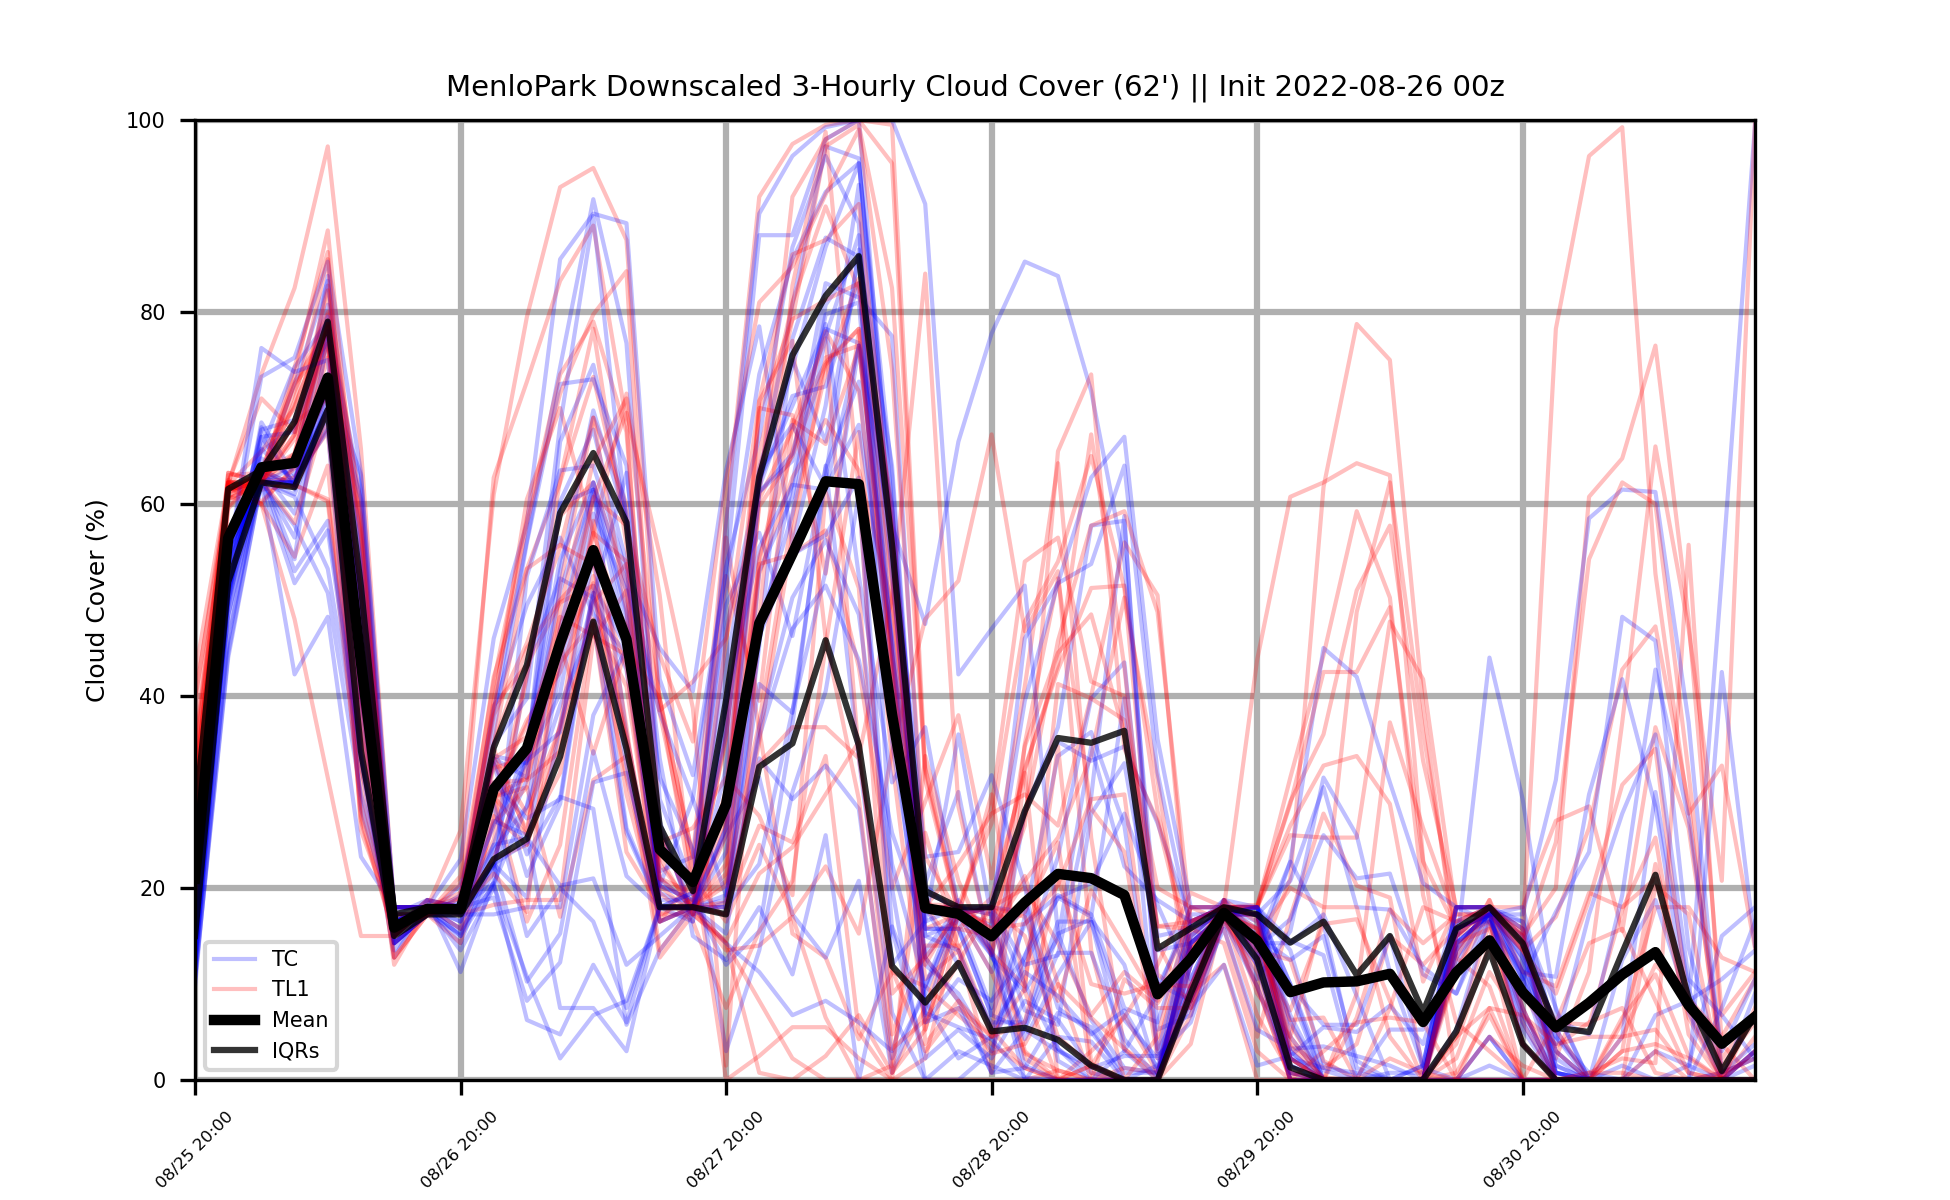 MenloPark Downscaled 3-Hourly Cloud Cover (62') || Init 2022-08-26 00z
Cloud Cover (%)
100
80
60
40
20
0
TC
TL1
Mean
IQRs
08/25 20:00
08/26 20:00
08/27 20:00
08/28 20:00
08/29 20:00
08/30 20:00